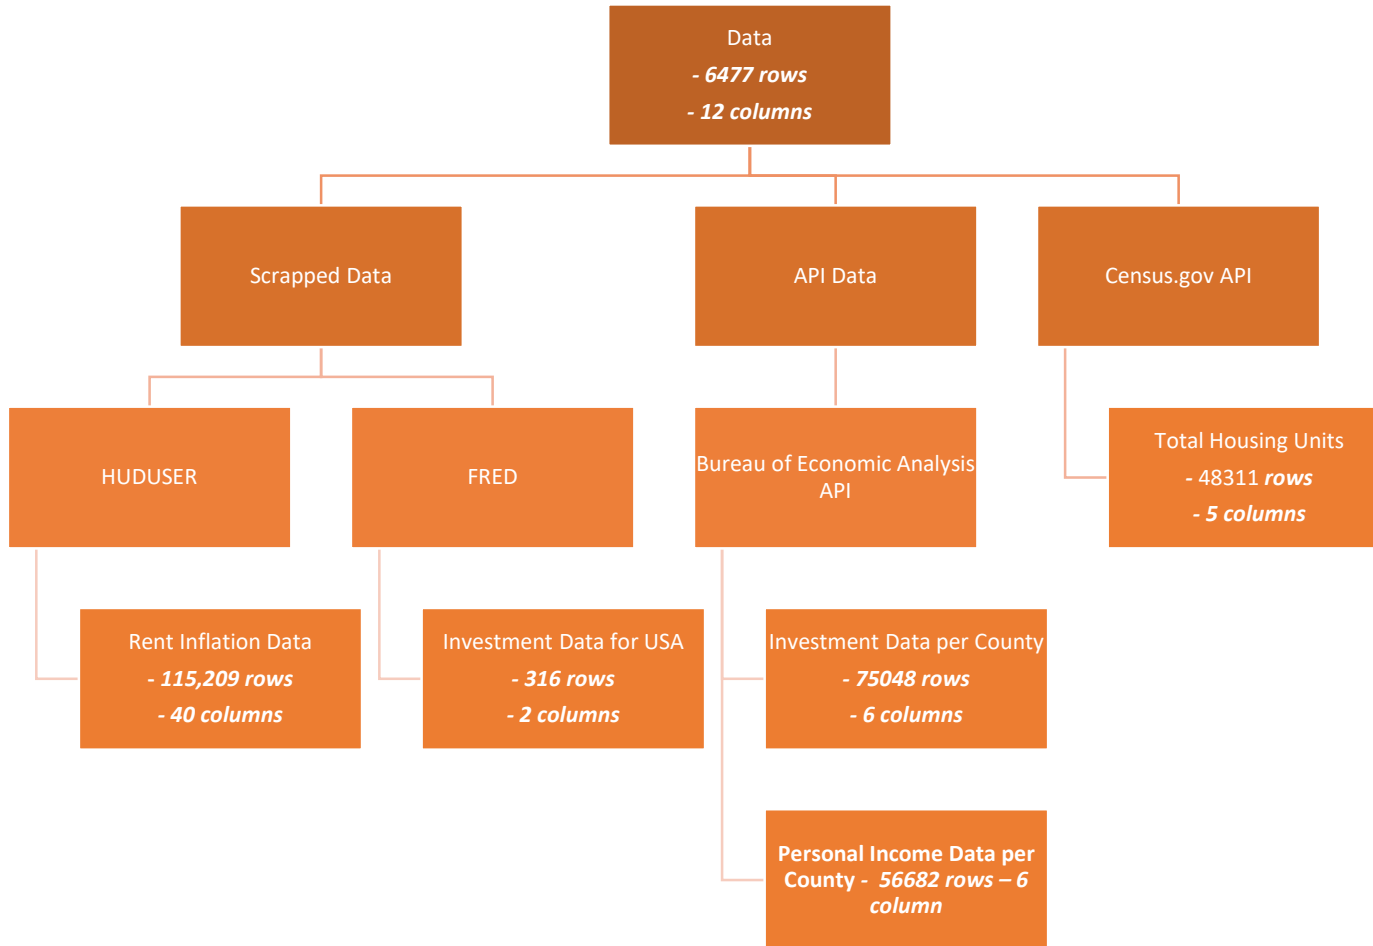 Data
- 6477 rows
- 12 columns
Scrapped Data
API Data
Census.gov API
HUDUSER
FRED
Bureau of Economic Analysis
API
Total Housing Units
- 48311 rows
- 5 columns
Rent Inflation Data
- 115,209 rows
- 40 columns
Investment Data for USA
- 316 rows
- 2 columns
Investment Data per County
- 75048 rows
- 6 columns
Personal Income Data per
County - 56682 rows – 6
column